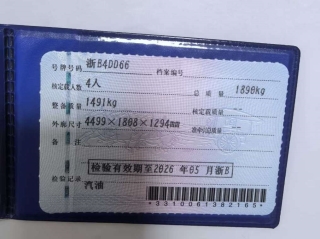 号牌号码 浙B4DD66 档案编号
核定载人数 4人 总质量 1890kg
整备质量 1491kg 核定载质量 --
外廓尺寸 4499×1808×1294mm 准牵引总质量 --
备注
检验有效期至2026年05月浙B
检验记录 汽油
*3310061382165*